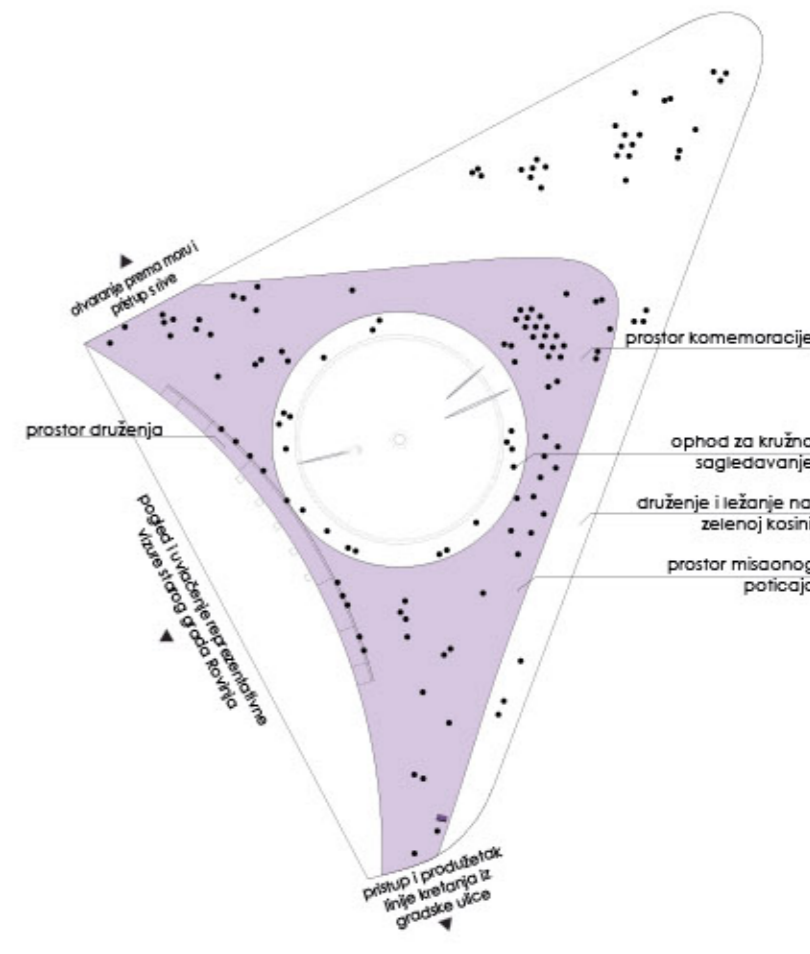 otvaranje prema moru i
pristup s rive
prostor komemoracije
prostor druženja
ophod za kružno
sagledavanje
druženje i ležanje na
zelenoj kosini
prostor misaonog
poticaja
pogled i uvlačenje reprezentativne
vizure starog grada Rovinja
pristup i produžetak
linije kretanja iz
gradske ulice